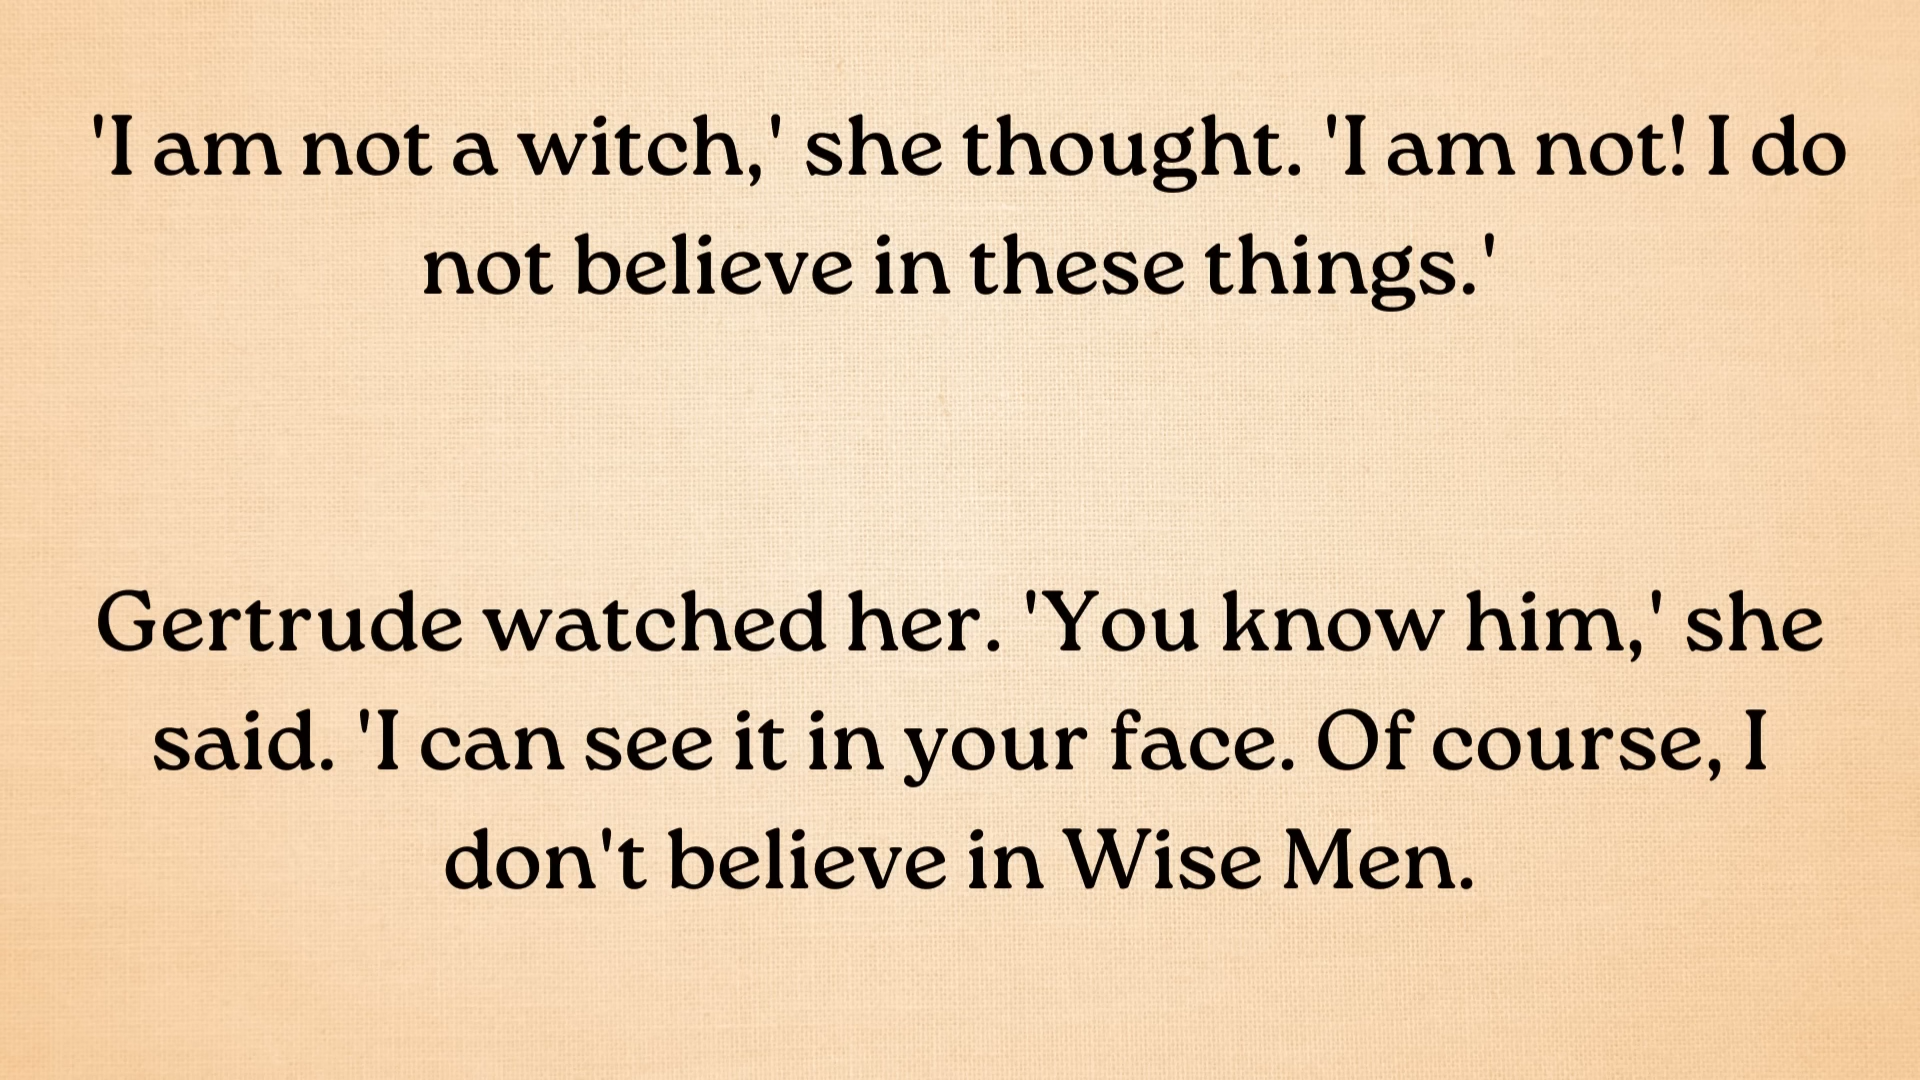 'I am not a witch,' she thought. 'I am not! I do
not believe in these things.'
Gertrude watched her. 'You know him,' she
said. 'I can see it in your face. Of course, I
don't believe in Wise Men.